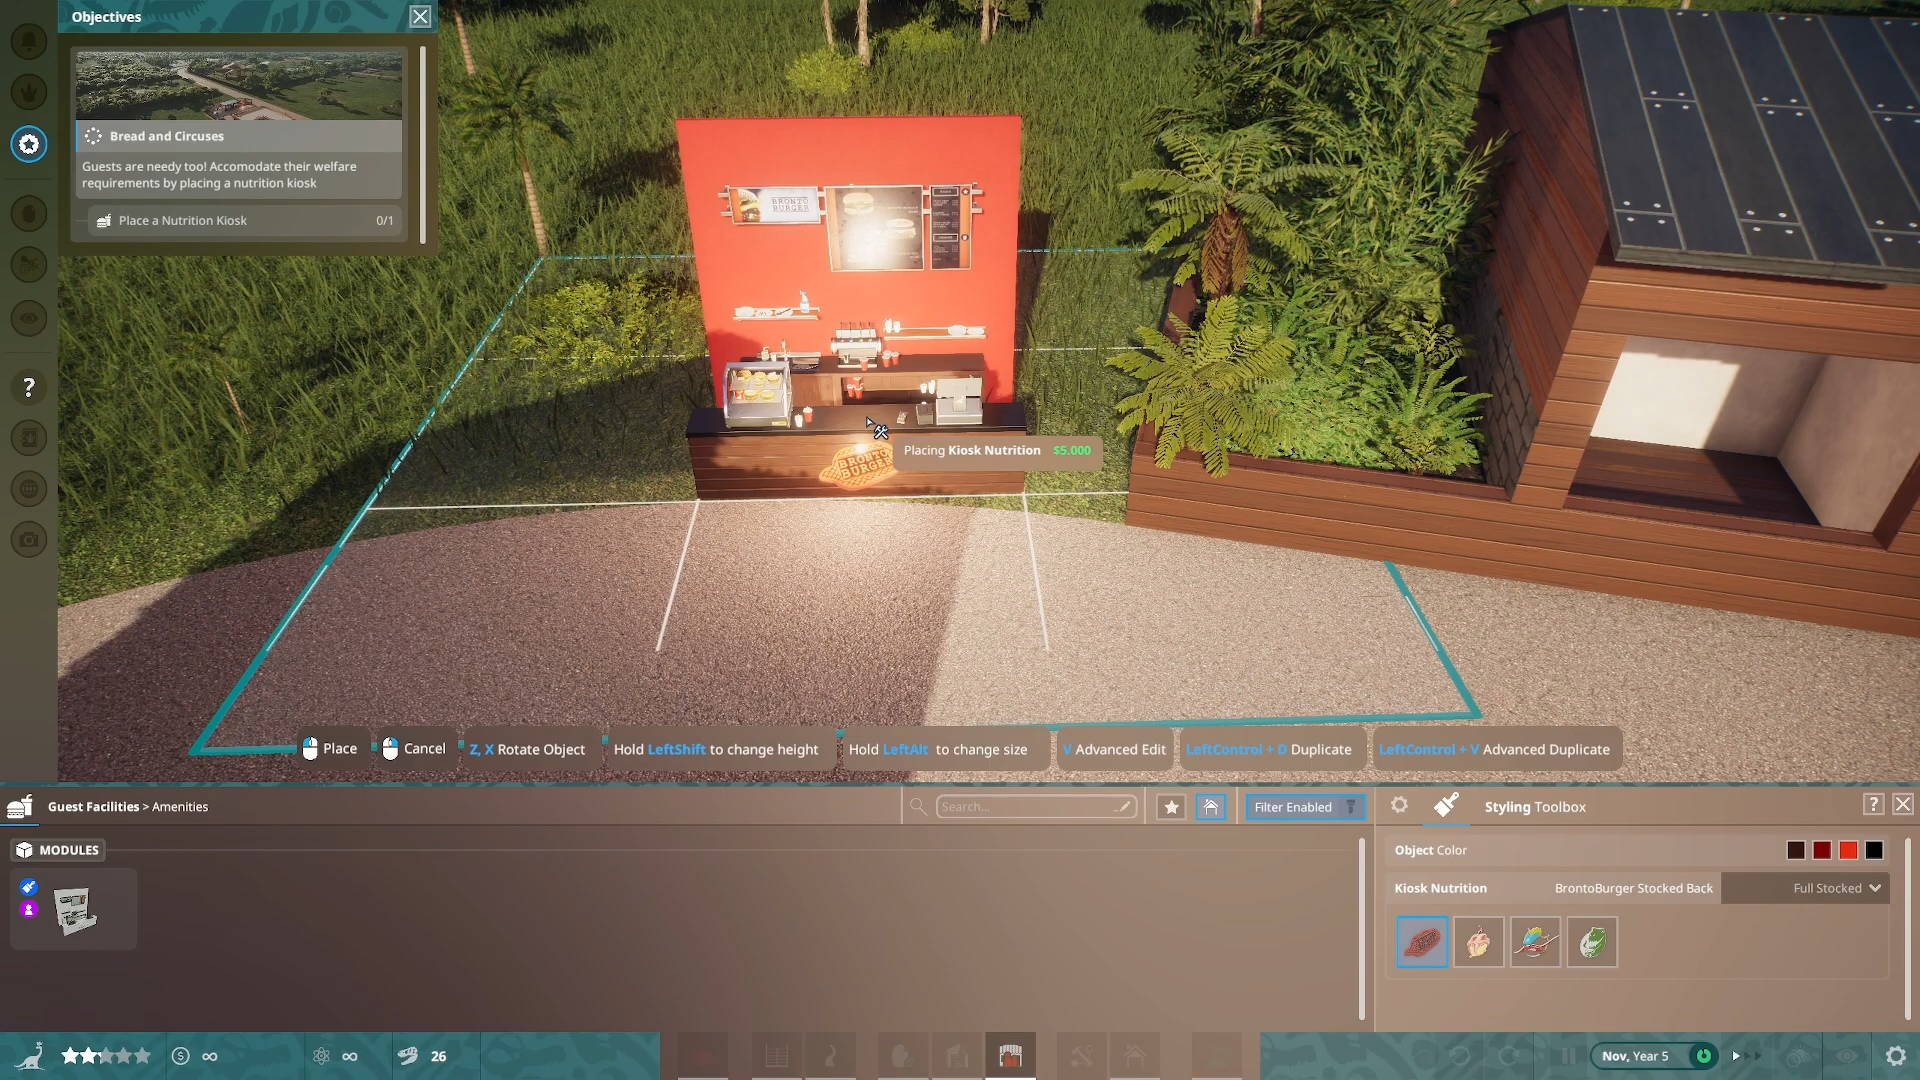 Objectives
Bread and Circuses
Guests are needy too! Accomodate their welfare
requirements by placing a nutrition kiosk
Place a Nutrition Kiosk 0/1
BRONTO
BURGER
BRONTO
BURGER
Placing Kiosk Nutrition $5.000
Place
Cancel
Z, X Rotate Object
Hold LeftShift to change height
Hold LeftAlt to change size
V Advanced Edit
LeftControl + D Duplicate
LeftControl + V Advanced Duplicate
Guest Facilities > Amenities
Search...
Filter Enabled
Styling Toolbox
?
?
MODULES
Object Color
Kiosk Nutrition BrontoBurger Stocked Back Full Stocked
∞
∞
26
Nov, Year 5